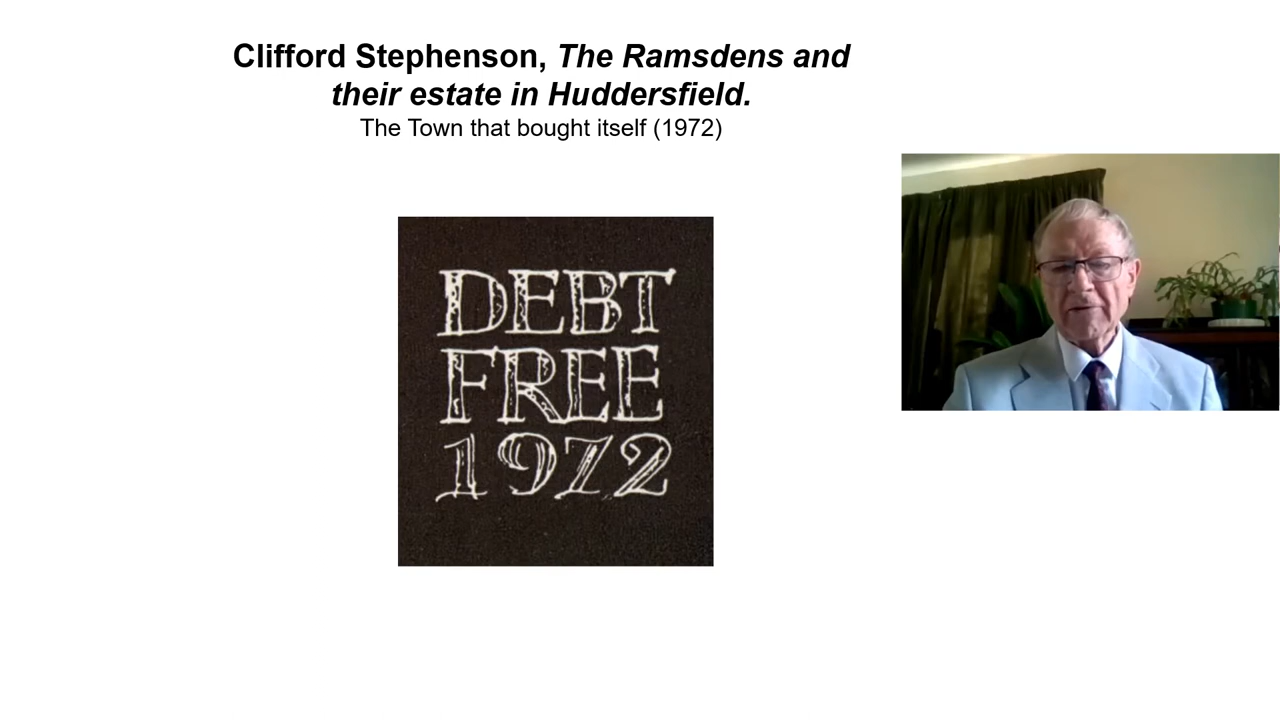 Clifford Stephenson, The Ramsdens and
their estate in Huddersfield.
The Town that bought itself (1972)
DEBT
FREE
1972